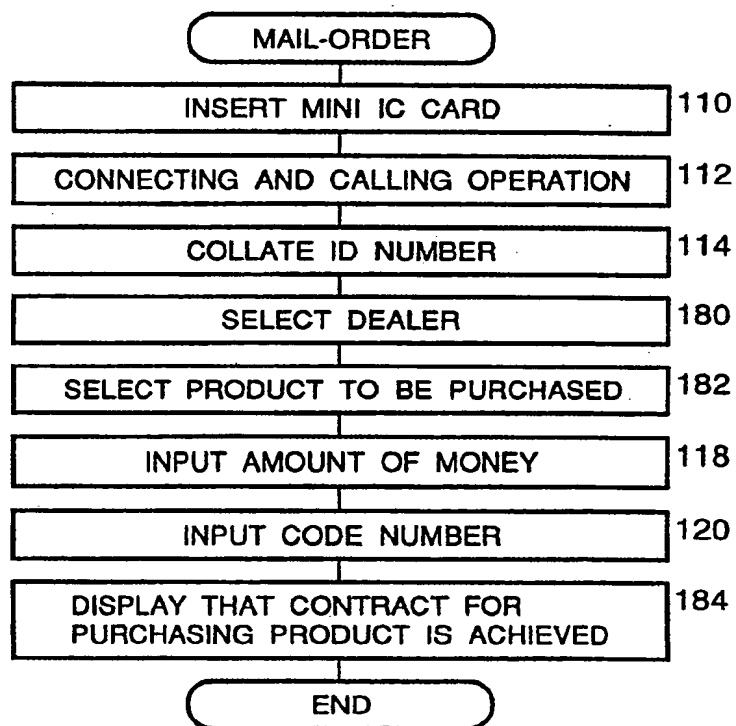 MAIL-ORDER
INSERT MINI IC CARD 110
CONNECTING AND CALLING OPERATION 112
COLLATE ID NUMBER 114
SELECT DEALER 180
SELECT PRODUCT TO BE PURCHASED 182
INPUT AMOUNT OF MONEY 118
INPUT CODE NUMBER 120
DISPLAY THAT CONTRACT FOR 184
PURCHASING PRODUCT IS ACHIEVED
END